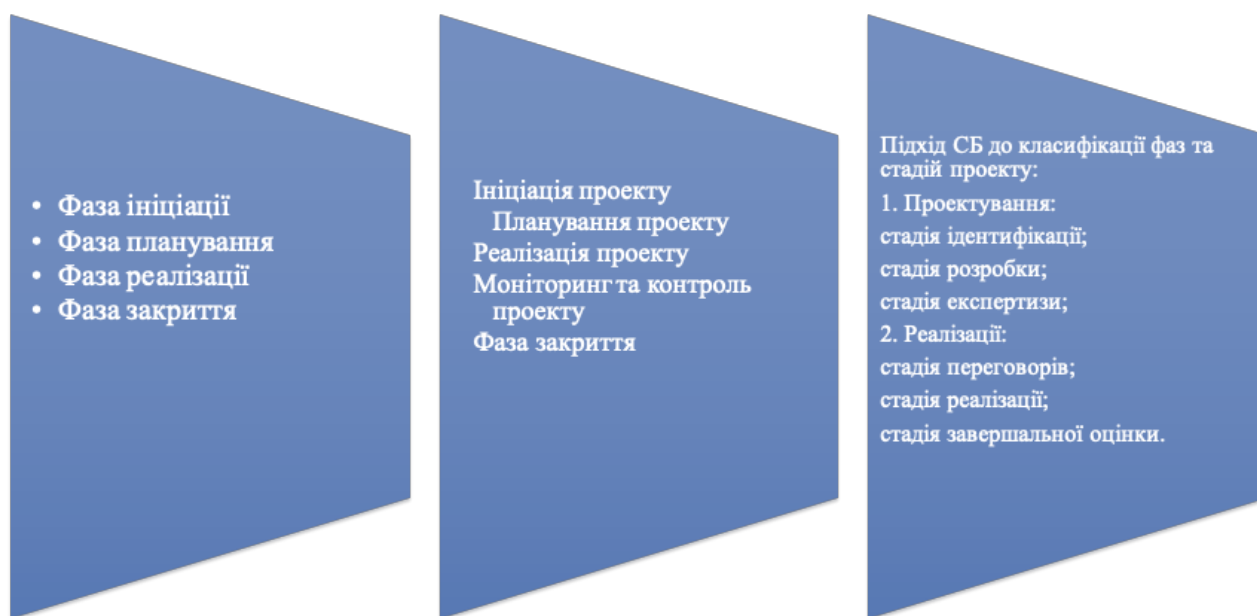 • Фаза ініціації
• Фаза планування
• Фаза реалізації
• Фаза закриття
Ініціація проекту
Планування проекту
Реалізація проекту
Моніторинг та контроль
проекту
Фаза закриття
Підхід СБ до класифікації фаз та
стадій проекту:
1. Проектування:
стадія ідентифікації;
стадія розробки;
стадія експертизи;
2. Реалізації:
стадія переговорів;
стадія реалізації;
стадія завершальної оцінки.